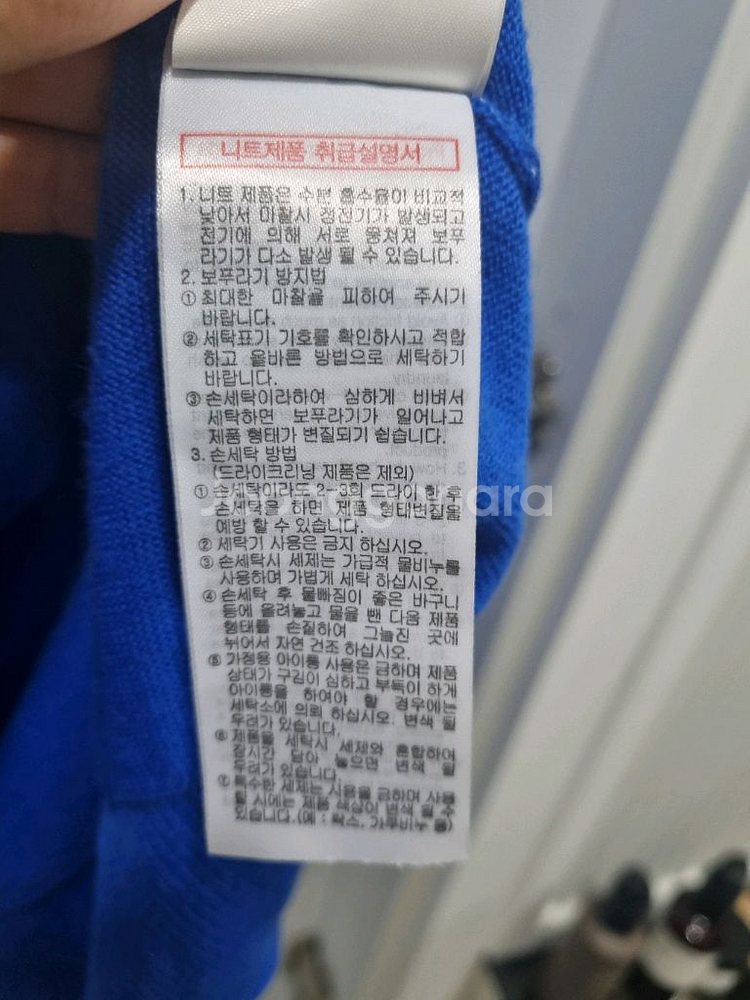 니트제품 취급설명서
1. 니트 제품은 수분 흡수율이 비교적
낮아서 마찰시 정전기가 발생되고
전기에 의해 서로 뭉쳐져 보푸
라기가 다소 발생 될 수 있습니다.
2. 보푸라기 방지법
① 최대한 마찰을 피하여 주시기
바랍니다.
② 세탁표기 기호를 확인하시고 적합
하고 올바른 방법으로 세탁하기
바랍니다.
③ 손세탁이라하여 심하게 비벼서
세탁하면 보푸라기가 일어나고
제품 형태가 변질되기 쉽습니다.
3. 손세탁 방법
(드라이크리닝 제품은 제외)
① 손세탁이라도 2~3회 드라이 한 후
손세탁을 하면 제품 형태변질을
예방 할 수 있습니다.
② 세탁기 사용은 금지 하십시오.
③ 손세탁시 세제는 가급적 물비누를
사용하며 가볍게 세탁 하십시오.
④ 손세탁 후 물빠짐이 좋은 바구니
등에 올려놓고 물을 뺀 다음 제품
형태를 손질하여 그늘진 곳에
뉘어서 자연 건조 하십시오.
⑤ 가정용 아이롱 사용은 금하며 제품
상태가 구김이 심하고 부득이 하게
아이롱을 하여야 할 경우에는
세탁소에 의뢰 하십시오. 변색 될
우려가 있습니다.
⑥ 제품을 세탁시 세제와 혼합하여
장시간 담아 놓으면 변색 될
우려가 있습니다.
⑦ 특수한 세제는 사용을 금하며 사용
될 시에는 제품 색상이 변색 될 수
있습니다.(예 : 락스, 가루비누 등)